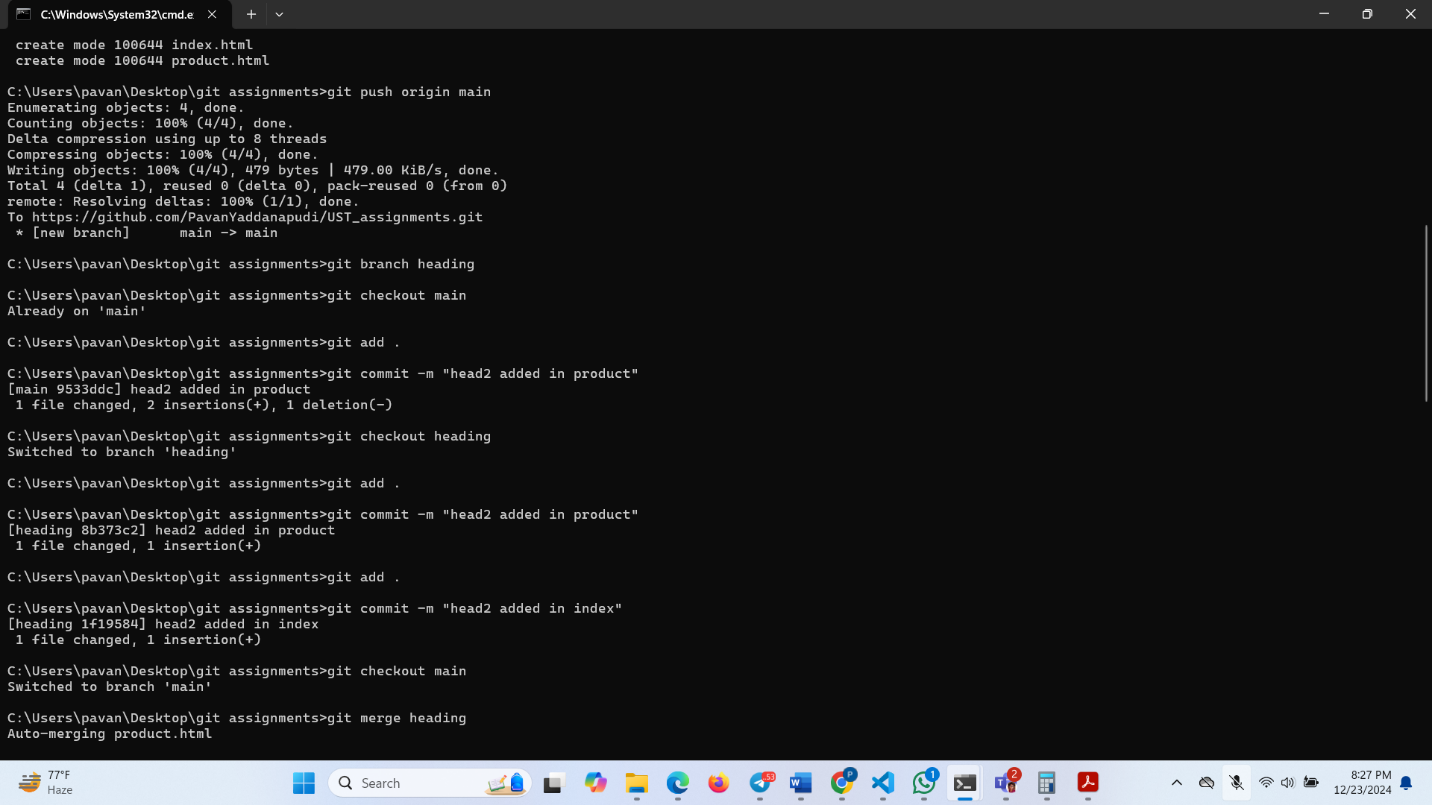 C:\Windows\System32\cmd.e
create mode 100644 index.html
create mode 100644 product.html
C:\Users\pavan\Desktop\git assignments>git push origin main
Enumerating objects: 4, done.
Counting objects: 100% (4/4), done.
Delta compression using up to 8 threads
Compressing objects: 100% (4/4), done.
Writing objects: 100% (4/4), 479 bytes | 479.00 KiB/s, done.
Total 4 (delta 1), reused 0 (delta 0), pack-reused 0 (from 0)
remote: Resolving deltas: 100% (1/1), done.
To https://github.com/PavanYaddanapudi/UST_assignments.git
* [new branch]      main -> main
C:\Users\pavan\Desktop\git assignments>git branch heading
C:\Users\pavan\Desktop\git assignments>git checkout main
Already on 'main'
C:\Users\pavan\Desktop\git assignments>git add .
C:\Users\pavan\Desktop\git assignments>git commit -m "head2 added in product"
[main 9533ddc] head2 added in product
1 file changed, 2 insertions(+), 1 deletion(-)
C:\Users\pavan\Desktop\git assignments>git checkout heading
Switched to branch 'heading'
C:\Users\pavan\Desktop\git assignments>git add .
C:\Users\pavan\Desktop\git assignments>git commit -m "head2 added in product"
[heading 8b373c2] head2 added in product
1 file changed, 1 insertion(+)
C:\Users\pavan\Desktop\git assignments>git add .
C:\Users\pavan\Desktop\git assignments>git commit -m "head2 added in index"
[heading 1f19584] head2 added in index
1 file changed, 1 insertion(+)
C:\Users\pavan\Desktop\git assignments>git checkout main
Switched to branch 'main'
C:\Users\pavan\Desktop\git assignments>git merge heading
Auto-merging product.html
77°F
Haze
Search
53
P
1
2
8:27 PM
12/23/2024